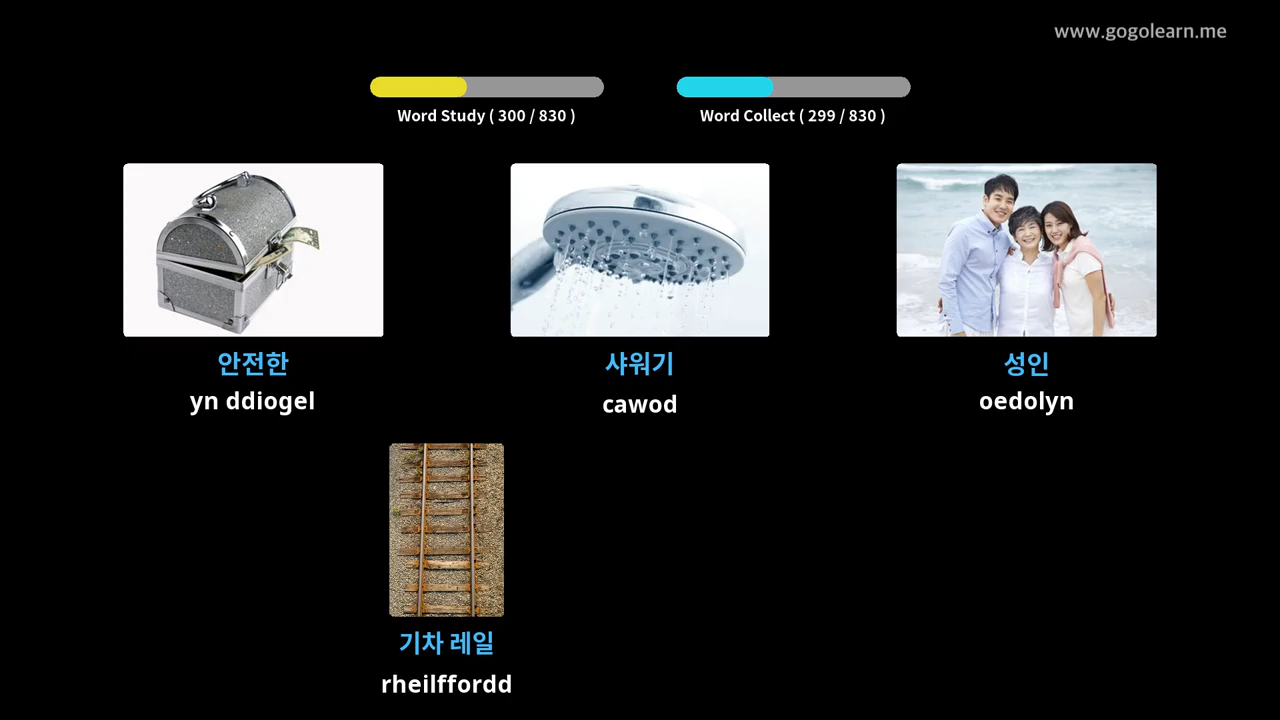 www.gogolearn.me
Word Study ( 300 / 830 )
Word Collect ( 299 / 830 )
안전한
yn ddiogel
샤워기
cawod
성인
oedolyn
기차 레일
rheilffordd